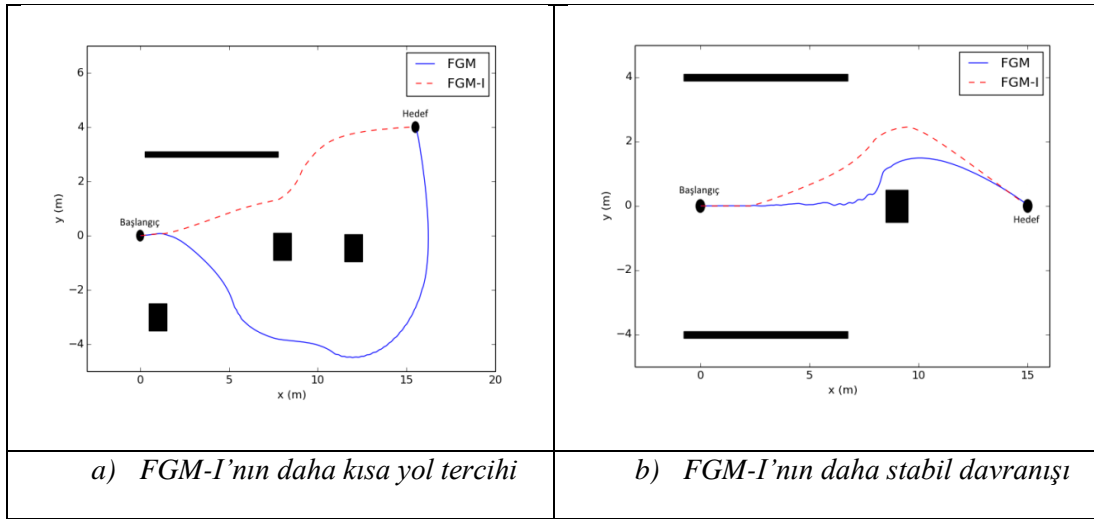 FGM
FGM-I
Hedef
Başlangıç
y (m)
6
4
2
0
−2
−4
0
5
10
15
20
x (m)
a) FGM-I’nın daha kısa yol tercihi
FGM
FGM-I
Başlangıç
Hedef
y (m)
4
2
0
−2
−4
0
5
10
15
x (m)
b) FGM-I’nın daha stabil davranışı